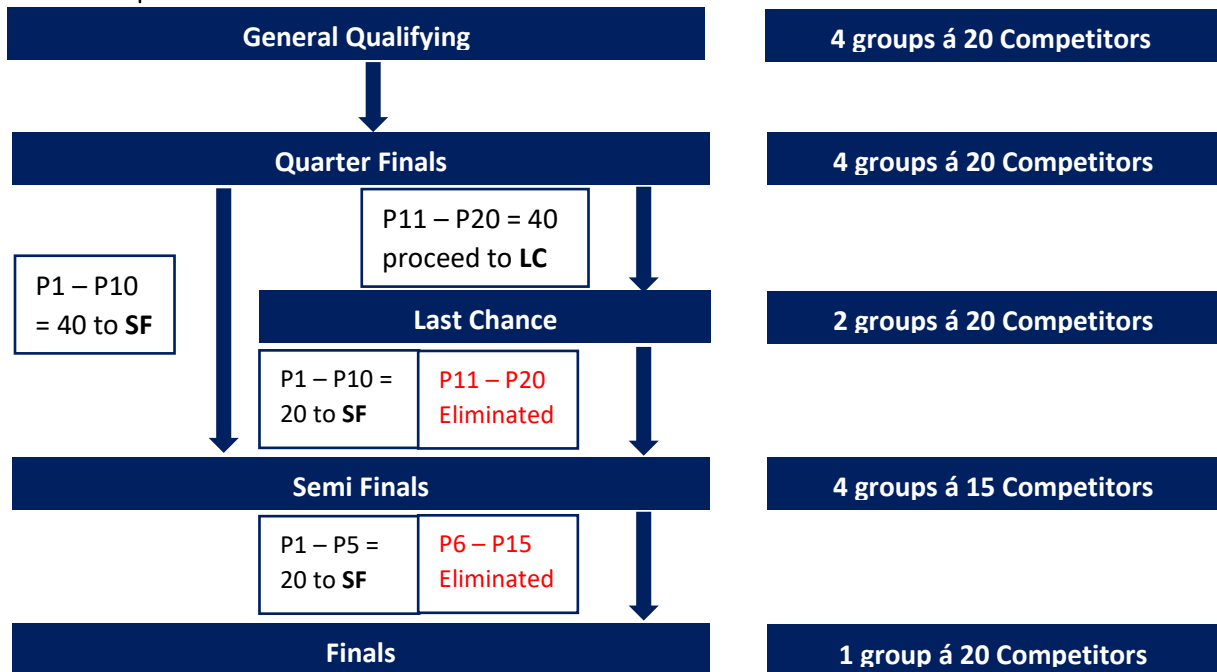 General Qualifying
4 groups á 20 Competitors
Quarter Finals
4 groups á 20 Competitors
P11 – P20 = 40
proceed to LC
P1 – P10
= 40 to SF
Last Chance
2 groups á 20 Competitors
P1 – P10 =
20 to SF
P11 – P20
Eliminated
Semi Finals
4 groups á 15 Competitors
P1 – P5 =
20 to SF
P6 – P15
Eliminated
Finals
1 group á 20 Competitors